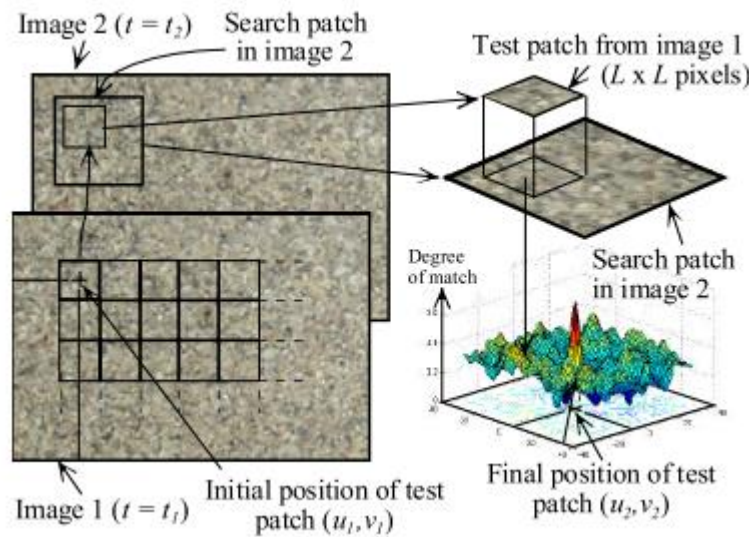 Image 2 (t = t2)
Search patch
in image 2
Test patch from image 1
(L x L pixels)
Search patch
in image 2
Degree
of match
Image 1 (t = t1)
Initial position of test
patch (u1,v1)
Final position of test
patch (u2,v2)